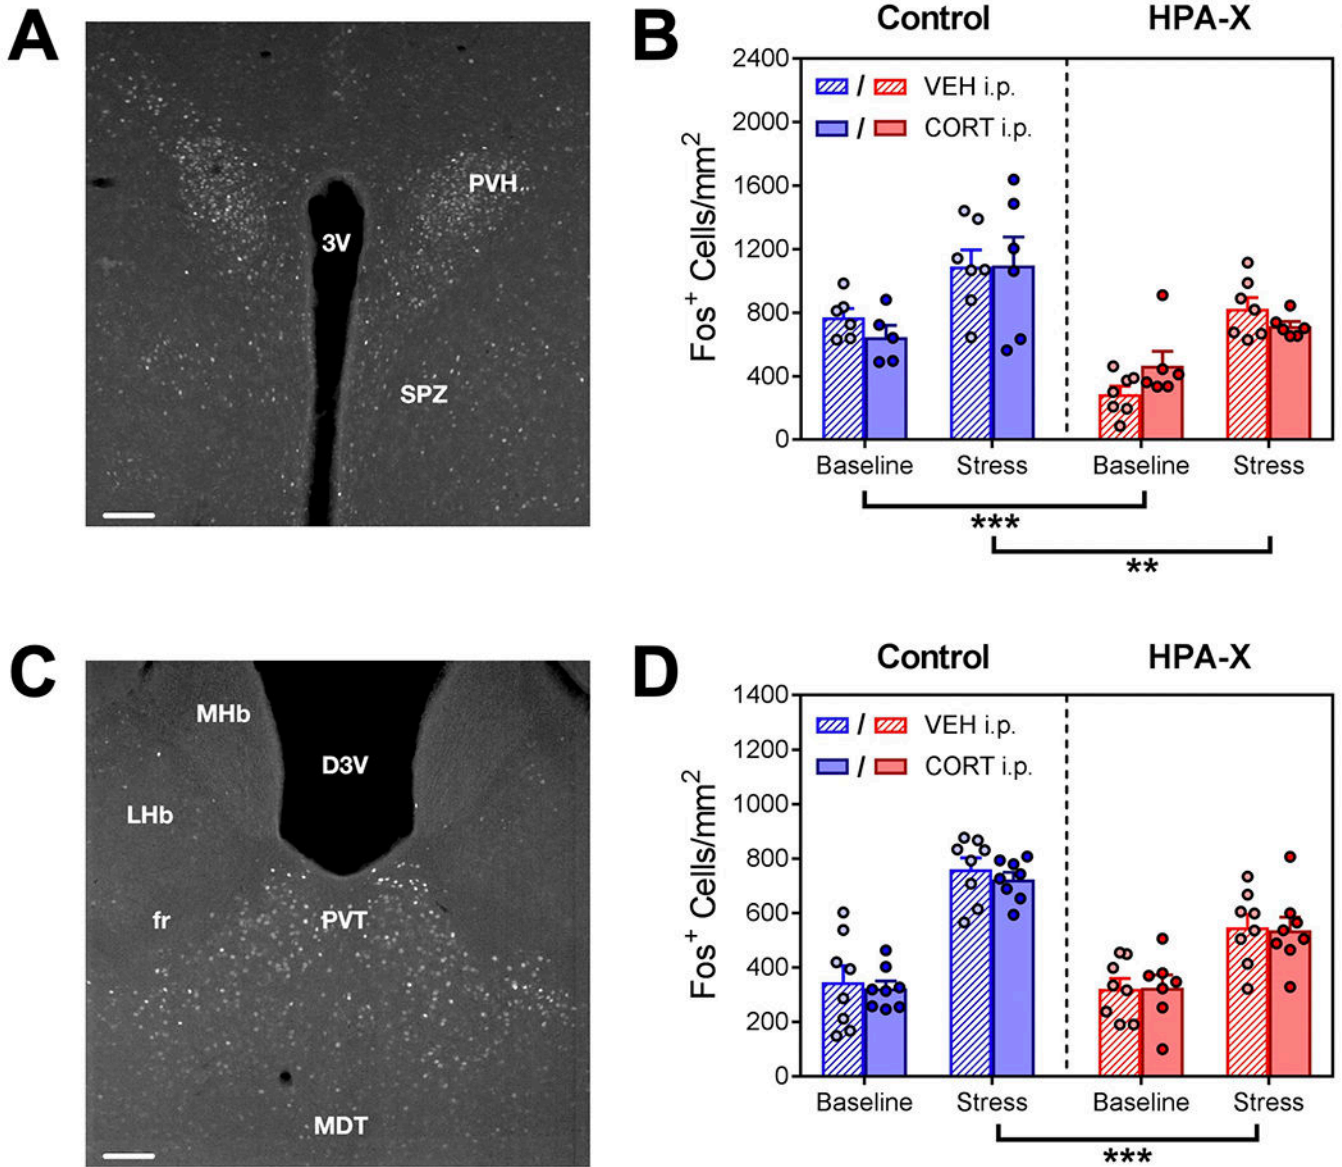 A
PVH
3V
SPZ
B
Control HPA-X
Fos+ Cells/mm2
2400
2000
1600
1200
800
400
0
/ VEH i.p.
/ CORT i.p.
Baseline Stress Baseline Stress
***
**
C
MHb
D3V
LHb
fr
PVT
MDT
D
Control HPA-X
Fos+ Cells/mm2
1400
1200
1000
800
600
400
200
0
/ VEH i.p.
/ CORT i.p.
Baseline Stress Baseline Stress
***